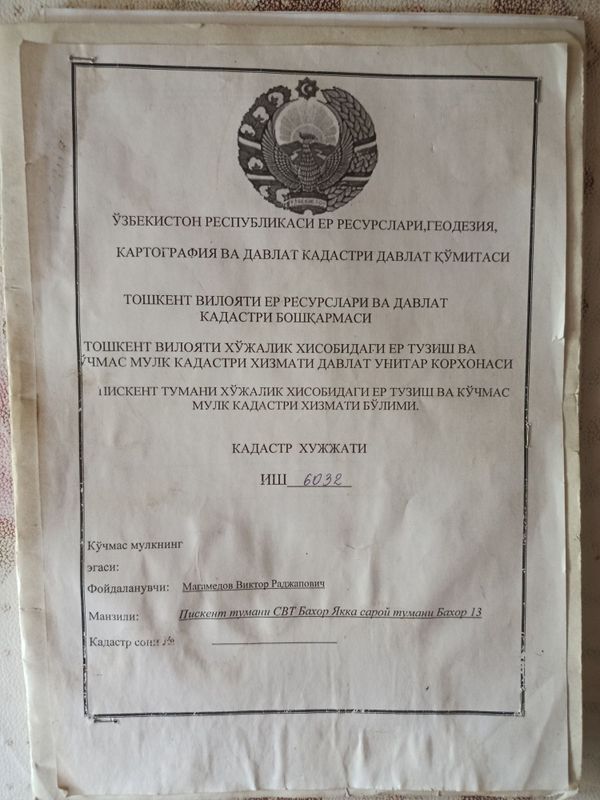 ЎЗБЕКИСТОН РЕСПУБЛИКАСИ ЕР РЕСУРСЛАРИ,ГЕОДЕЗИЯ,
КАРТОГРАФИЯ ВА ДАВЛАТ КАДАСТРИ ДАВЛАТ ҚЎМИТАСИ
ТОШКЕНТ ВИЛОЯТИ ЕР РЕСУРСЛАРИ ВА ДАВЛАТ
КАДАСТРИ БОШҚАРМАСИ
ТОШКЕНТ ВИЛОЯТИ ХЎЖАЛИК ХИСОБИДАГИ ЕР ТУЗИШ ВА
КЎЧМАС МУЛК КАДАСТРИ ХИЗМАТИ ДАВЛАТ УНИТАР КОРХОНАСИ
ПИСКЕНТ ТУМАНИ ХЎЖАЛИК ХИСОБИДАГИ ЕР ТУЗИШ ВА КЎЧМАС
МУЛК КАДАСТРИ ХИЗМАТИ БЎЛИМИ.
КАДАСТР ХУЖЖАТИ
ИШ 6032
Кўчмас мулкнинг
эгаси:
Фойдаланувчи: Магамедов Виктор Раджапович
Манзили: Пискент тумани СВТ Бахор Якка сарой тумани Бахор 13
Кадастр сони №